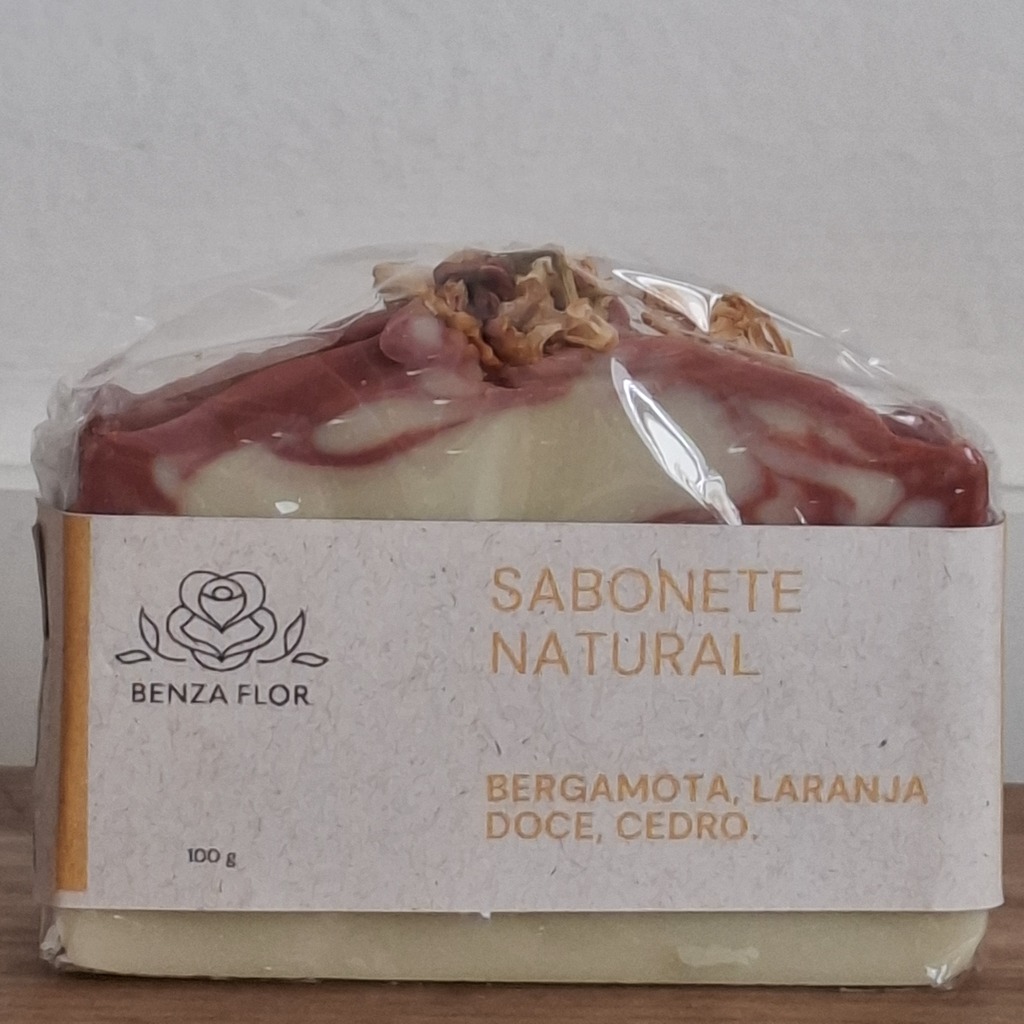 BENZA FLOR
100 g
SABONETE
NATURAL
BERGAMOTA, LARANJA
DOCE, CEDRO.